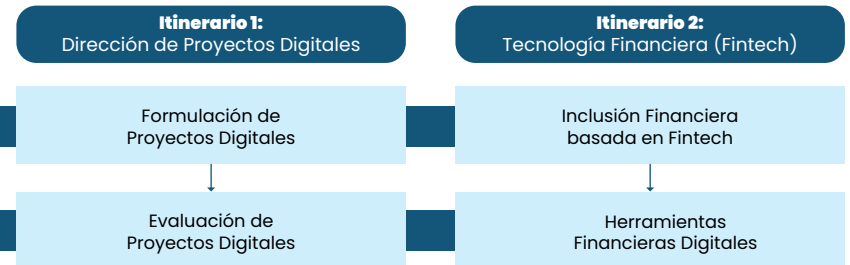 Itinerario 1:
Dirección de Proyectos Digitales
Formulación de
Proyectos Digitales
Evaluación de
Proyectos Digitales
Itinerario 2:
Tecnología Financiera (Fintech)
Inclusión Financiera
basada en Fintech
Herramientas
Financieras Digitales